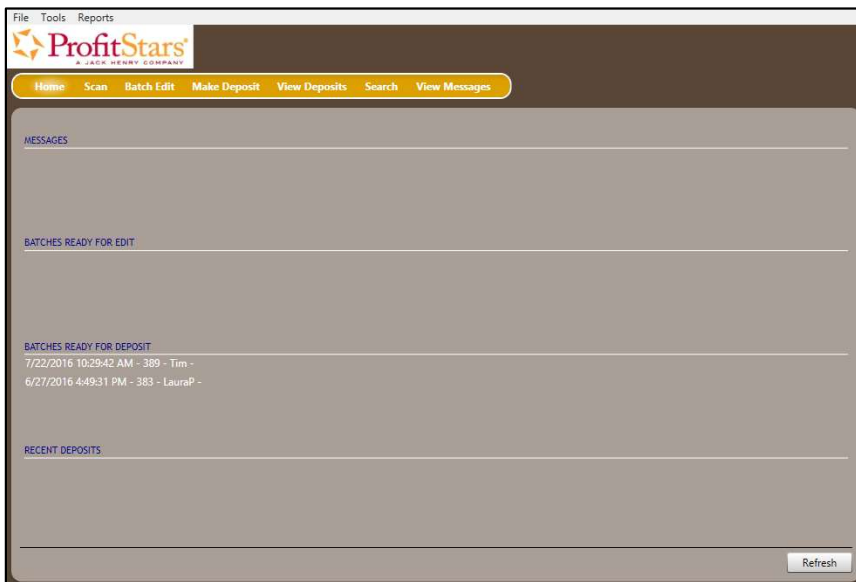 File Tools Reports
ProfitStars®
A JACK HENRY COMPANY
Home Scan Batch Edit Make Deposit View Deposits Search View Messages
MESSAGES
BATCHES READY FOR EDIT
BATCHES READY FOR DEPOSIT
7/22/2016 10:29:42 AM - 389 - Tim -
6/27/2016 4:49:31 PM - 383 - LauraP -
RECENT DEPOSITS
Refresh